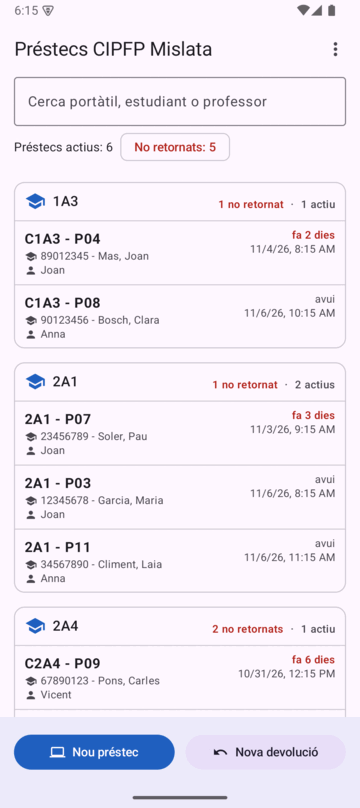 6:15
Préstecs CIPFP Mislata
Cerca portàtil, estudiant o professor
Préstecs actius: 6 No retornats: 5
1A3 1 no retornat · 1 actiu
C1A3 - P04 fa 2 dies
89012345 - Mas, Joan 11/4/26, 8:15 AM
Joan
C1A3 - P08 avui
90123456 - Bosch, Clara 11/6/26, 10:15 AM
Anna
2A1 1 no retornat · 2 actius
2A1 - P07 fa 3 dies
23456789 - Soler, Pau 11/3/26, 9:15 AM
Joan
2A1 - P03 avui
12345678 - Garcia, Maria 11/6/26, 8:15 AM
Joan
2A1 - P11 avui
34567890 - Climent, Laia 11/6/26, 11:15 AM
Anna
2A4 2 no retornats · 1 actiu
C2A4 - P09 fa 6 dies
67890123 - Pons, Carles 10/31/26, 12:15 PM
Vicent
Nou préstec Nova devolució